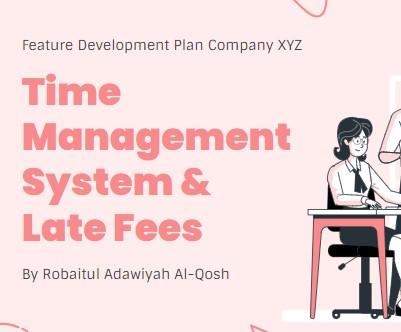 Feature Development Plan Company XYZ
Time
Management
System &
Late Fees
By Robaitul Adawiyah Al-Qosh